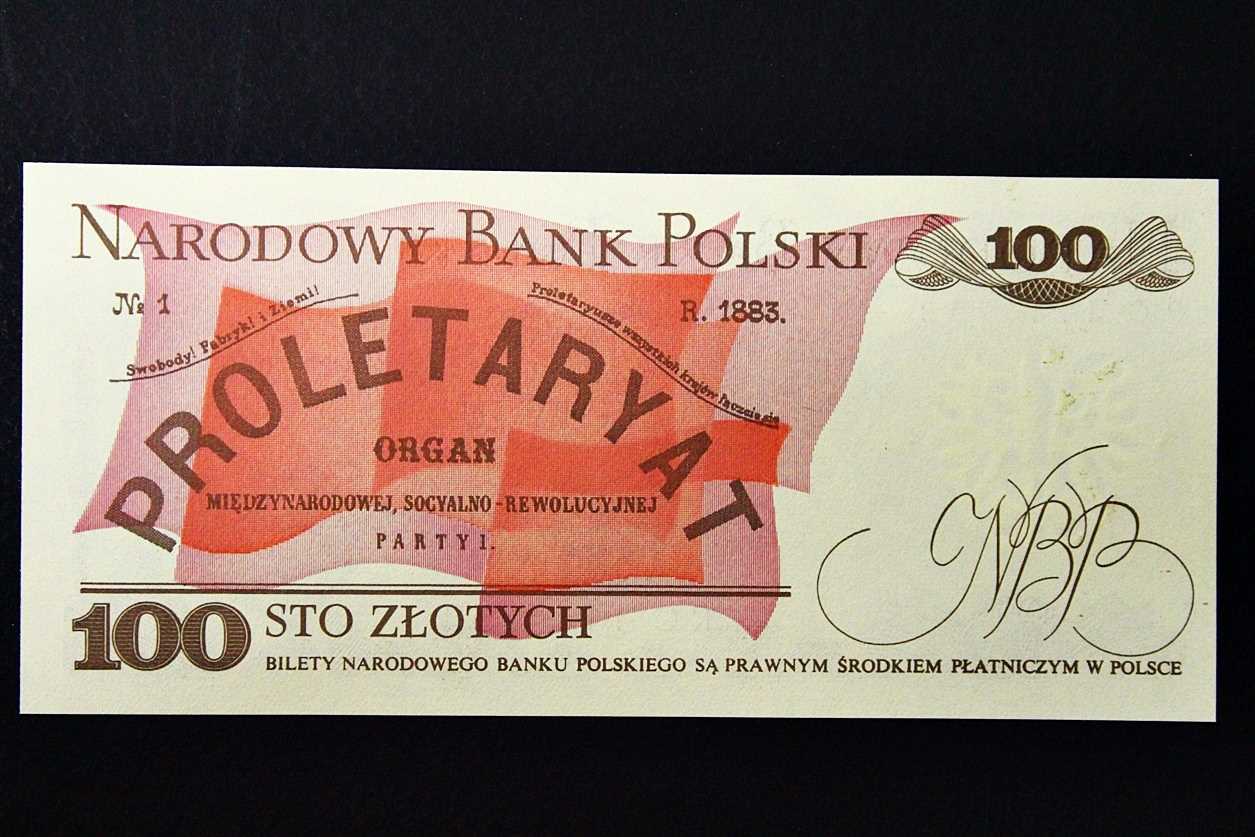 NARODOWY BANK POLSKI
100
№ 1
R. 1883.
Swobody! Fabryk! i Ziemi!
Proletaryusze wszystkich krajów łączcie się
PROLETARYAT
ORGAN
MIĘDZYNARODOWEJ, SOCYALNO-REWOLUCYJNEJ
PARTYI.
NBP
100 STO ZŁOTYCH
BILETY NARODOWEGO BANKU POLSKIEGO SĄ PRAWNYM ŚRODKIEM PŁATNICZYM W POLSCE